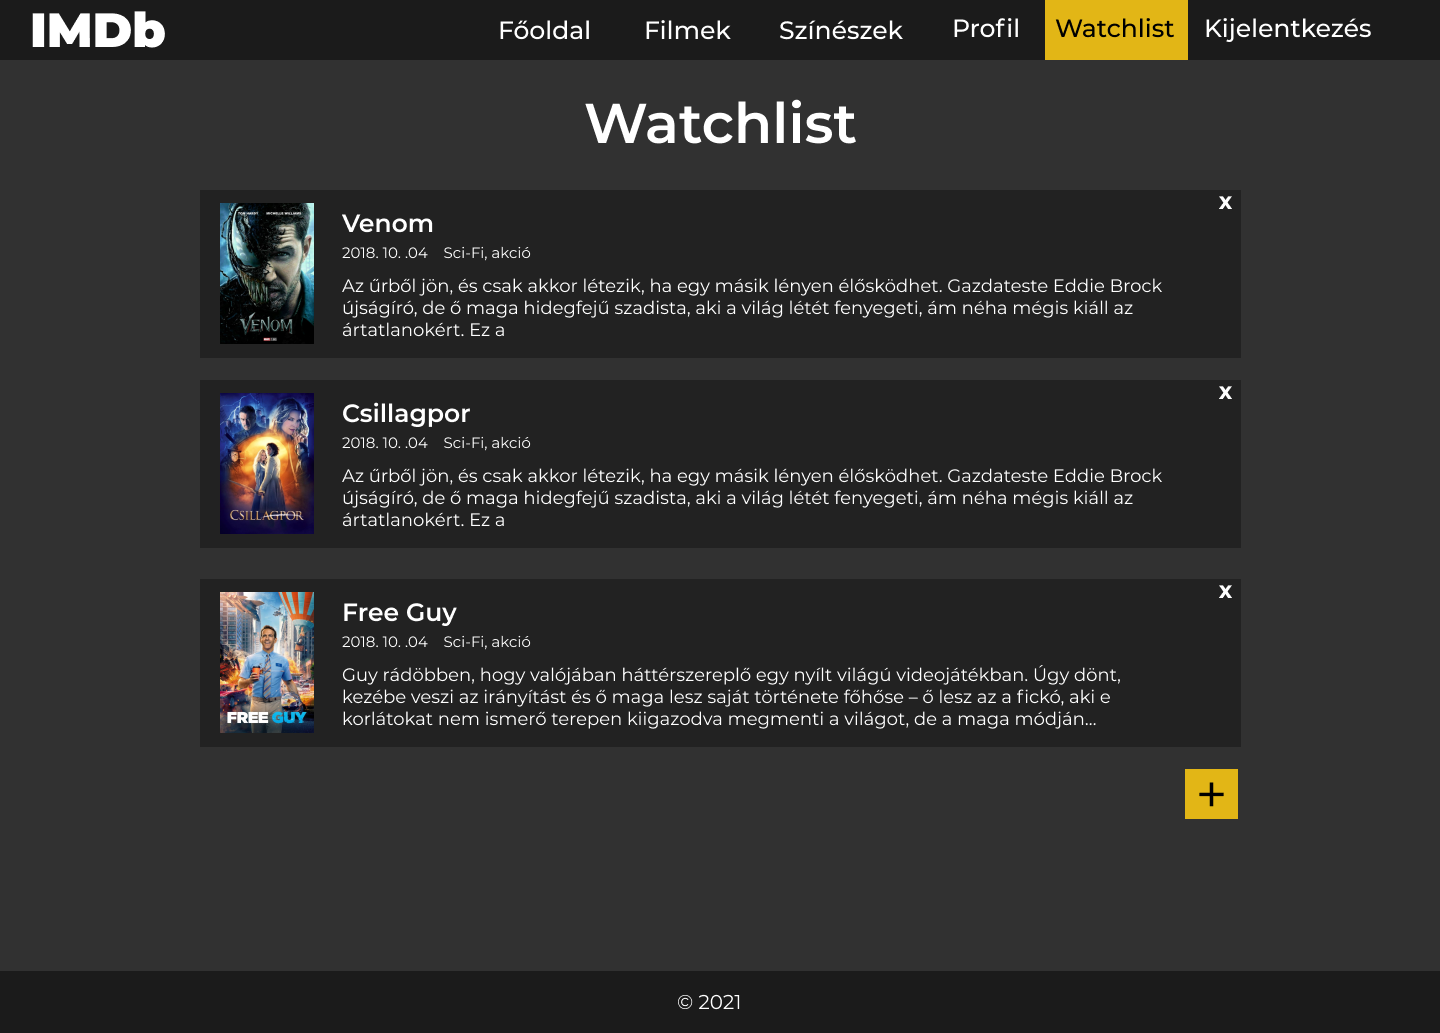 IMDb Főoldal Filmek Színészek Profil Watchlist Kijelentkezés
Watchlist
x
TOM HARDY MICHELLE WILLIAMS
VENOM
Venom
2018. 10. .04 Sci-Fi, akció
Az űrből jön, és csak akkor létezik, ha egy másik lényen élősködhet. Gazdateste Eddie Brock
újságíró, de ő maga hidegfejű szadista, aki a világ létét fenyegeti, ám néha mégis kiáll az
ártatlanokért. Ez a
x
CSILLAGPOR
Csillagpor
2018. 10. .04 Sci-Fi, akció
Az űrből jön, és csak akkor létezik, ha egy másik lényen élősködhet. Gazdateste Eddie Brock
újságíró, de ő maga hidegfejű szadista, aki a világ létét fenyegeti, ám néha mégis kiáll az
ártatlanokért. Ez a
x
FREE GUY
Free Guy
2018. 10. .04 Sci-Fi, akció
Guy rádöbben, hogy valójában háttérszereplő egy nyílt világú videojátékban. Úgy dönt,
kezébe veszi az irányítást és ő maga lesz saját története főhőse – ő lesz az a fickó, aki e
korlátokat nem ismerő terepen kiigazodva megmenti a világot, de a maga módján...
+
© 2021